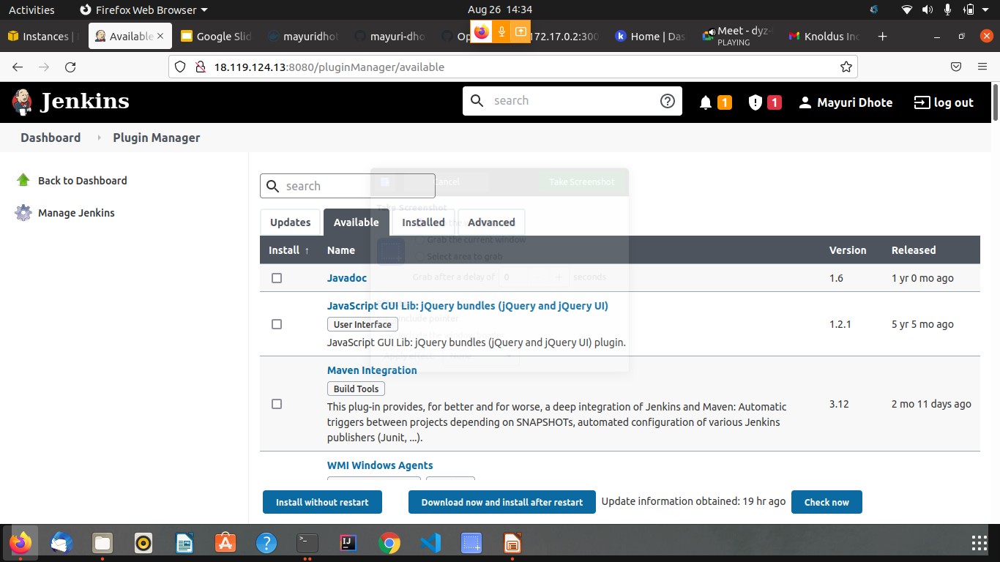 Activities
Firefox Web Browser
Aug 26 14:34
Instances |
Available
Google Slid
mayuridhot
mayuri-dho
Op
172.17.0.2:300
Home | Das
Meet - dyz-
PLAYING
Knoldus Inc
18.119.124.13:8080/pluginManager/available
Jenkins
search
1
1
Mayuri Dhote
log out
Dashboard
Plugin Manager
Back to Dashboard
Manage Jenkins
search
Cancel
Take Screenshot
Take Screenshot
Grab the current window
Select area to grab
Grab after a delay of 0 + seconds
include pointer
Updates
Available
Installed
Advanced
Install ↑
Name
Version
Released
Javadoc
1.6
1 yr 0 mo ago
JavaScript GUI Lib: jQuery bundles (jQuery and jQuery UI)
User Interface
JavaScript GUI Lib: jQuery bundles (jQuery and jQuery UI) plugin.
1.2.1
5 yr 5 mo ago
Maven Integration
Build Tools
This plug-in provides, for better and for worse, a deep integration of Jenkins and Maven: Automatic
triggers between projects depending on SNAPSHOTs, automated configuration of various Jenkins
publishers (Junit, ...).
3.12
2 mo 11 days ago
WMI Windows Agents
Install without restart
Download now and install after restart
Update information obtained: 19 hr ago
Check now